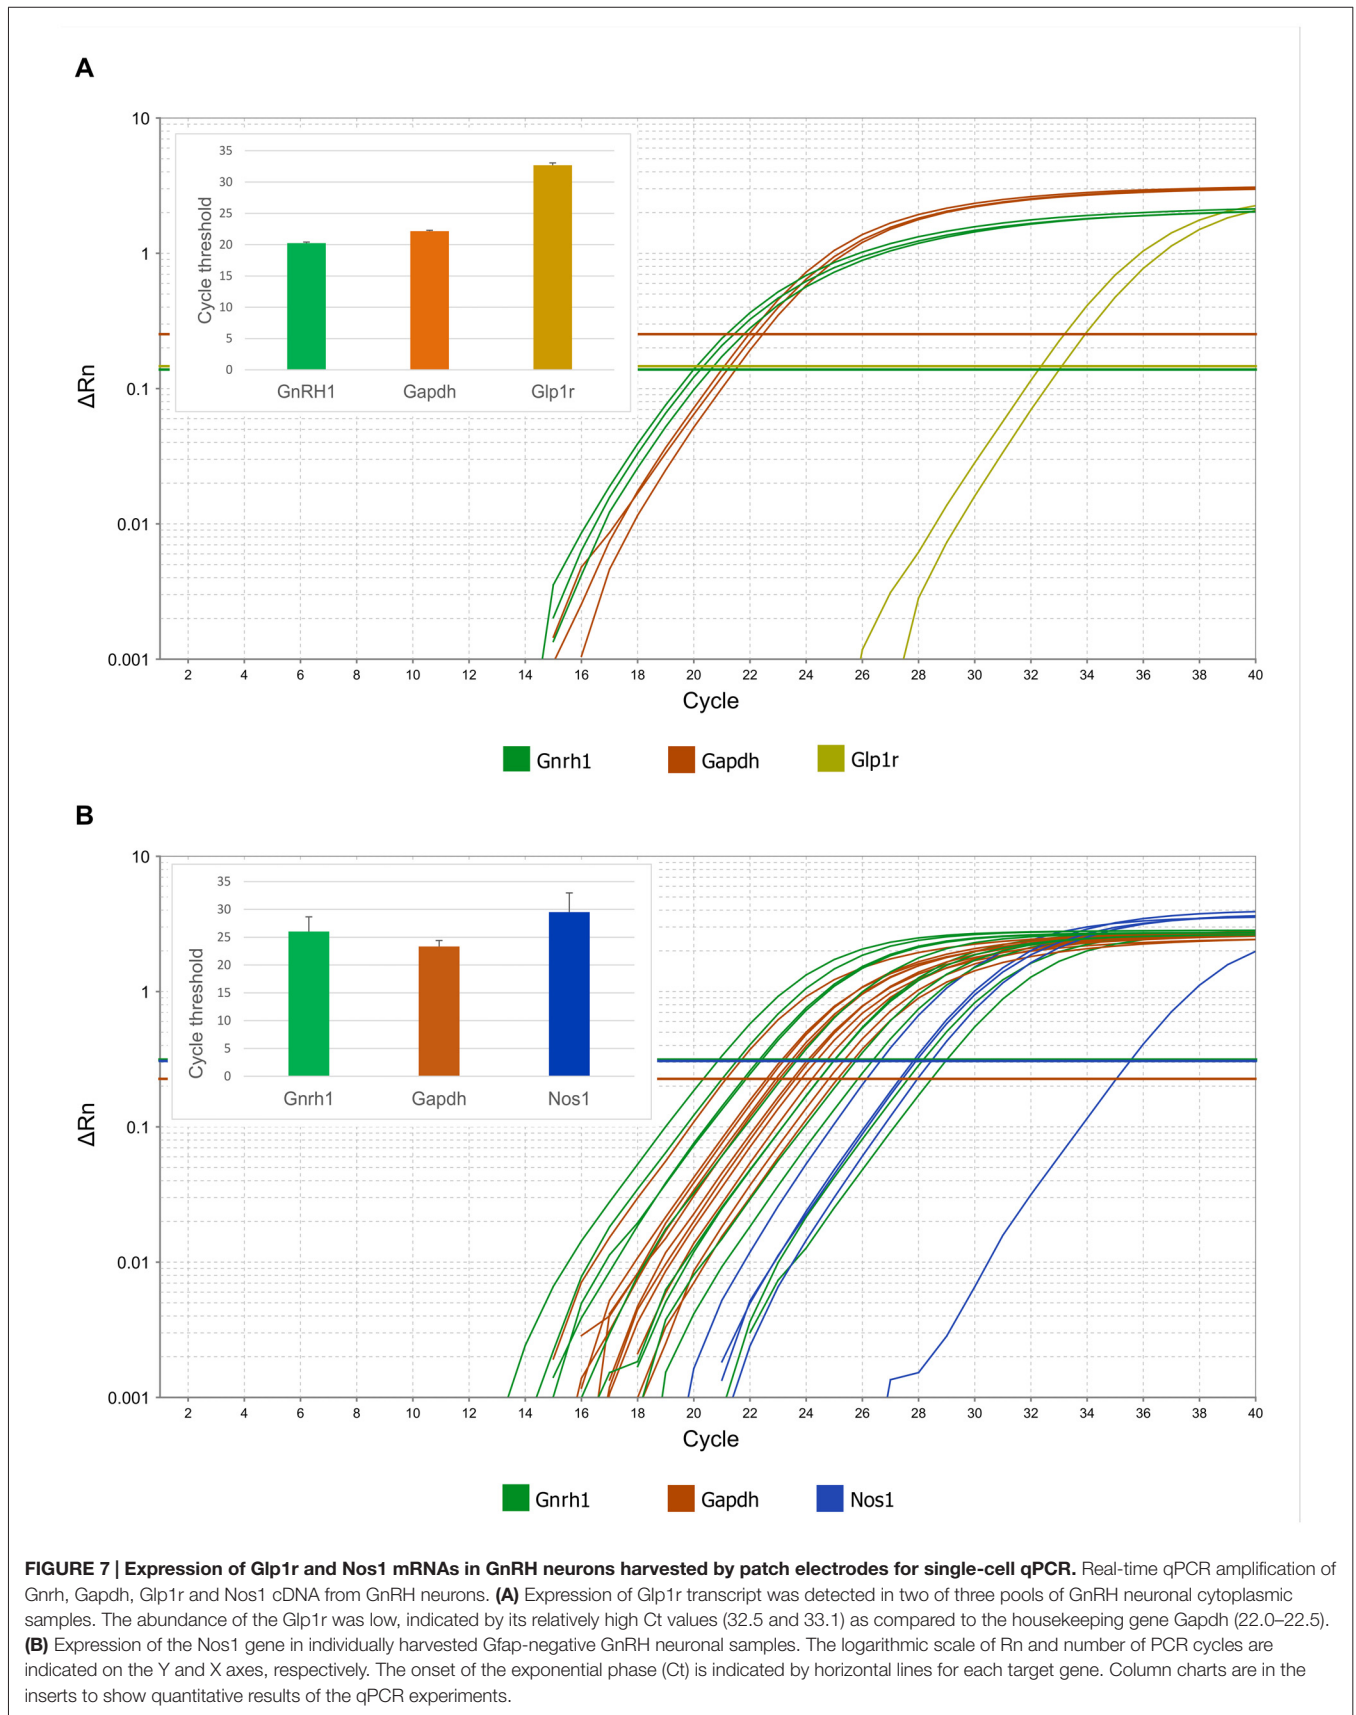 A
10
1
0.1
0.01
0.001
ΔRn
35
30
25
20
15
10
5
0
Cycle threshold
GnRH1 Gapdh Glp1r
2 4 6 8 10 12 14 16 18 20 22 24 26 28 30 32 34 36 38 40
Cycle
Gnrh1 Gapdh Glp1r
B
10
1
0.1
0.01
0.001
ΔRn
35
30
25
20
15
10
5
0
Cycle threshold
Gnrh1 Gapdh Nos1
2 4 6 8 10 12 14 16 18 20 22 24 26 28 30 32 34 36 38 40
Cycle
Gnrh1 Gapdh Nos1
FIGURE 7 | Expression of Glp1r and Nos1 mRNAs in GnRH neurons harvested by patch electrodes for single-cell qPCR. Real-time qPCR amplification of
Gnrh, Gapdh, Glp1r and Nos1 cDNA from GnRH neurons. (A) Expression of Glp1r transcript was detected in two of three pools of GnRH neuronal cytoplasmic
samples. The abundance of the Glp1r was low, indicated by its relatively high Ct values (32.5 and 33.1) as compared to the housekeeping gene Gapdh (22.0–22.5).
(B) Expression of the Nos1 gene in individually harvested Gfap-negative GnRH neuronal samples. The logarithmic scale of Rn and number of PCR cycles are
indicated on the Y and X axes, respectively. The onset of the exponential phase (Ct) is indicated by horizontal lines for each target gene. Column charts are in the
inserts to show quantitative results of the qPCR experiments.